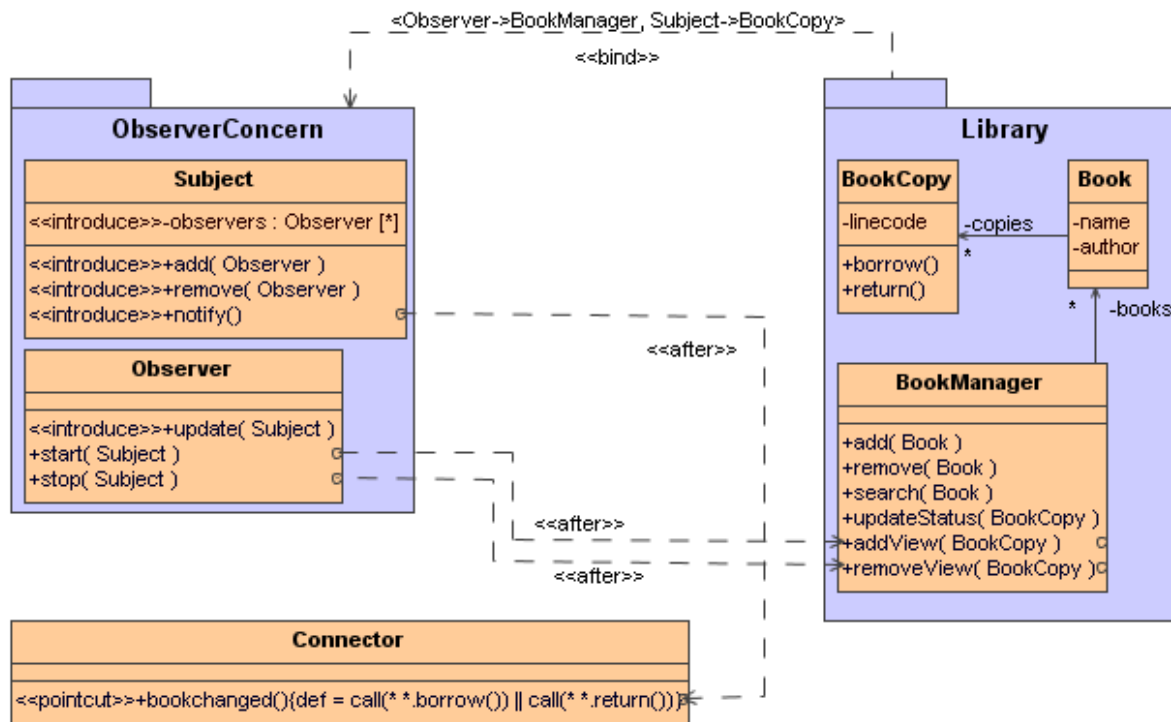 <Observer->BookManager, Subject->BookCopy>
<<bind>>
ObserverConcern
Subject
<<introduce>>-observers : Observer [*]
<<introduce>>+add( Observer )
<<introduce>>+remove( Observer )
<<introduce>>+notify()
Observer
<<introduce>>+update( Subject )
+start( Subject )
+stop( Subject )
<<after>>
<<after>>
<<after>>
Library
BookCopy
-linecode
+borrow()
+return()
-copies
*
Book
-name
-author
*
-books
BookManager
+add( Book )
+remove( Book )
+search( Book )
+updateStatus( BookCopy )
+addView( BookCopy )
+removeView( BookCopy )
Connector
<<pointcut>>+bookchanged(){def = call(* *.borrow()) || call(* *.return())}